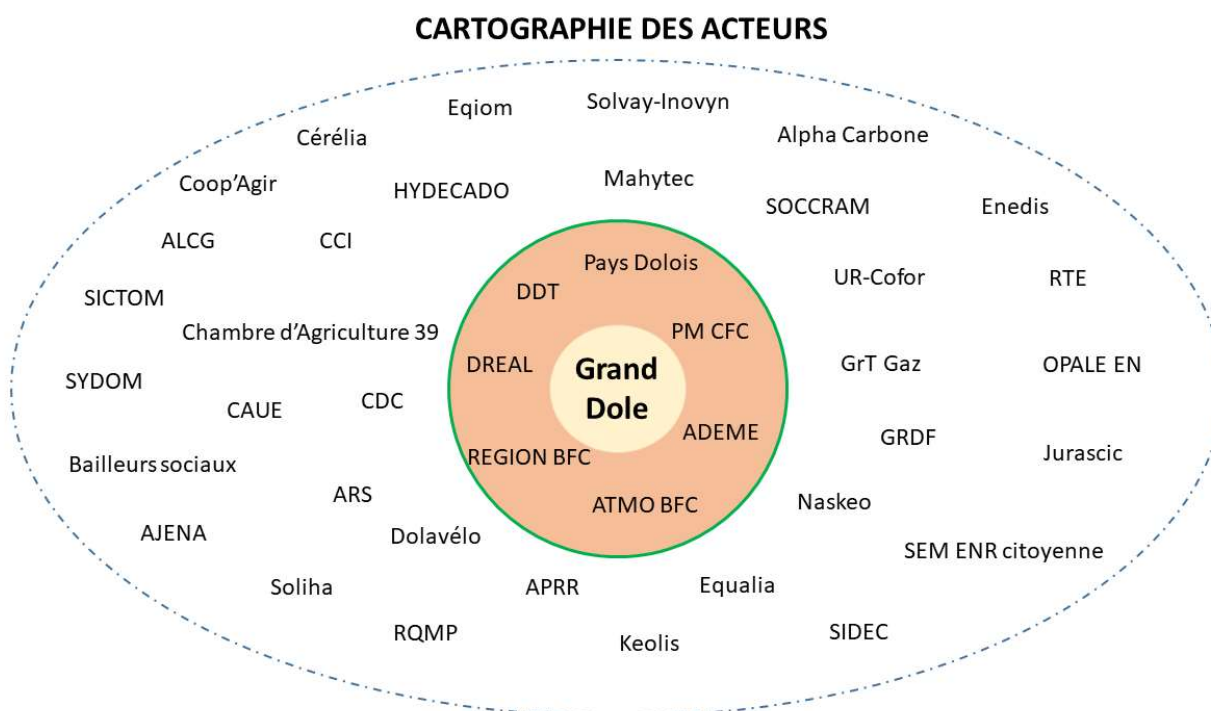 CARTOGRAPHIE DES ACTEURS
Eqiom
Solvay-Inovyn
Cérélia
Alpha Carbone
Coop'Agir
HYDECADO
Mahytec
SOCCRAM
Enedis
ALCG
CCI
Pays Dolois
DDT
UR-Cofor
RTE
SICTOM
Chambre d'Agriculture 39
PM CFC
DREAL
Grand
Dole
GrT Gaz
OPALE EN
SYDOM
CAUE
CDC
ADEME
GRDF
Jurascic
Bailleurs sociaux
REGION BFC
ARS
ATMO BFC
Naskeo
AJENA
Dolavélo
SEM ENR citoyenne
Soliha
APRR
Equalia
RQMP
Keolis
SIDEC